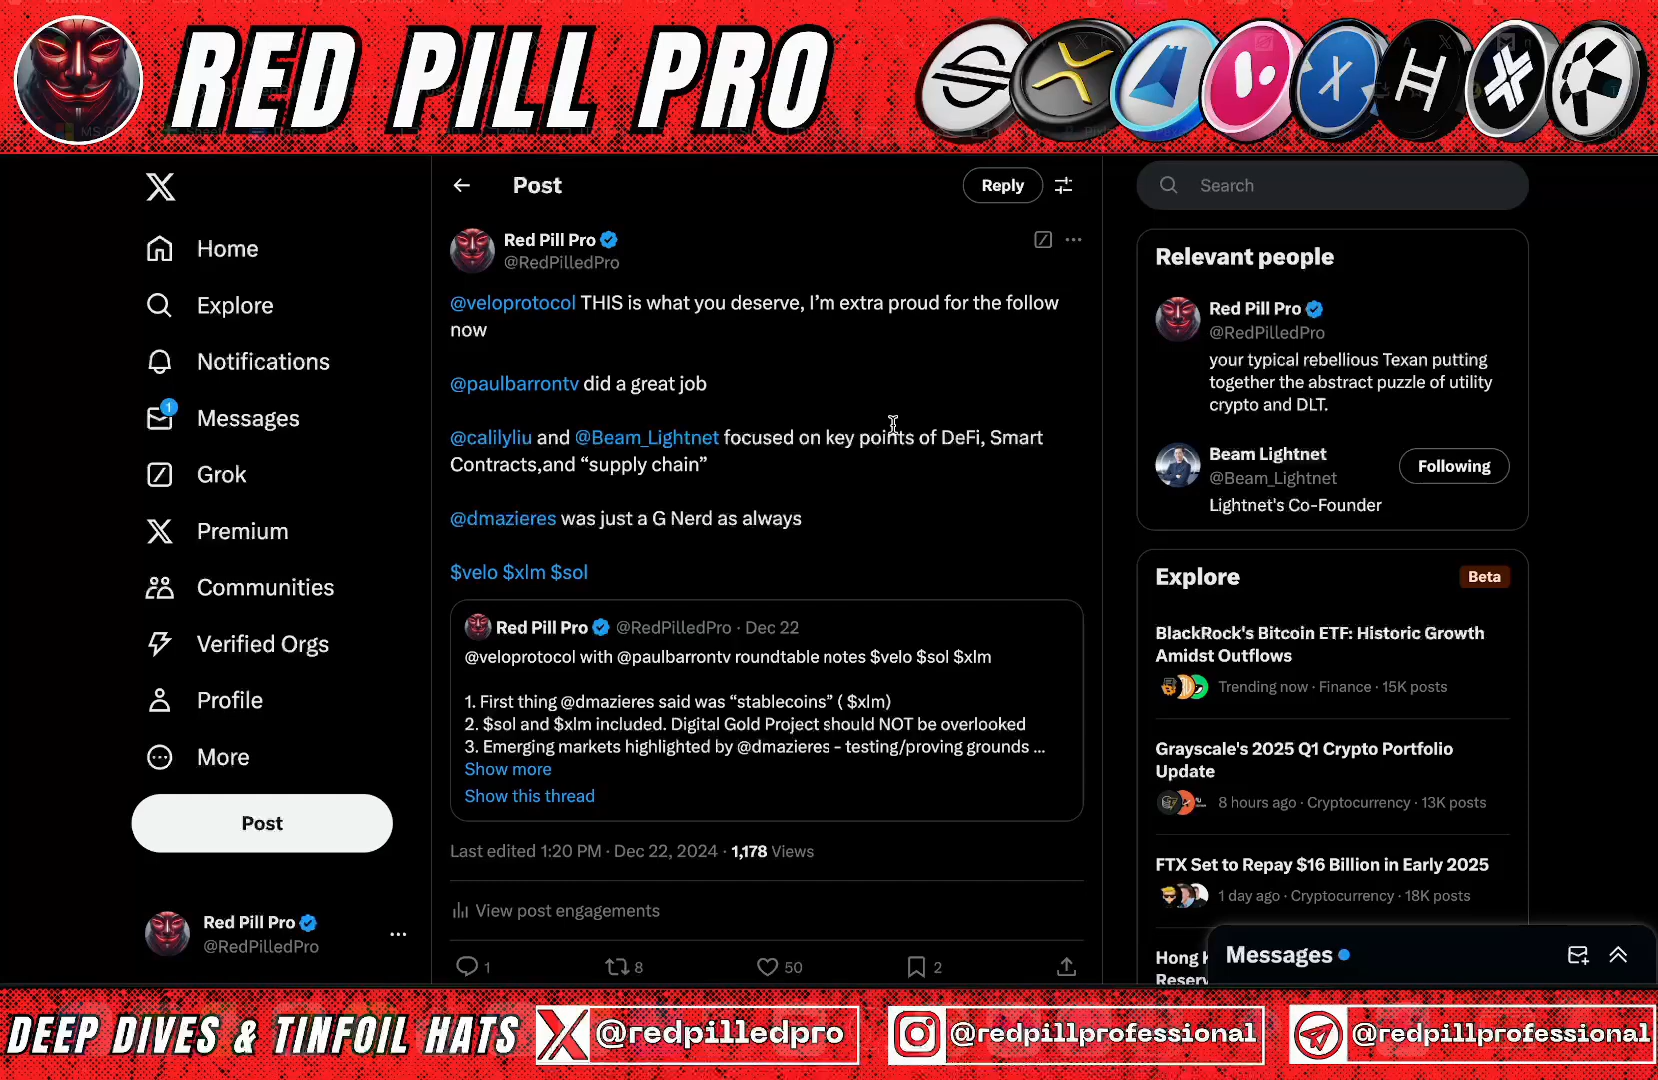 RED PILL PRO
Post
Reply
Search
Home
Explore
Notifications
1
Messages
Grok
Premium
Communities
Verified Orgs
Profile
More
Post
Red Pill Pro
@RedPilledPro
Red Pill Pro
@RedPilledPro
@veloprotocol THIS is what you deserve, I’m extra proud for the follow
now
@paulbarrontv did a great job
@calilyliu and @Beam_Lightnet focused on key points of DeFi, Smart
Contracts,and “supply chain”
@dmazieres was just a G Nerd as always
$velo $xlm $sol
Red Pill Pro @RedPilledPro · Dec 22
@veloprotocol with @paulbarrontv roundtable notes $velo $sol $xlm
1. First thing @dmazieres said was “stablecoins” ( $xlm)
2. $sol and $xlm included. Digital Gold Project should NOT be overlooked
3. Emerging markets highlighted by @dmazieres - testing/proving grounds ...
Show more
Show this thread
Last edited 1:20 PM · Dec 22, 2024 · 1,178 Views
View post engagements
1 8 50 2
Relevant people
Red Pill Pro
@RedPilledPro
your typical rebellious Texan putting
together the abstract puzzle of utility
crypto and DLT.
Beam Lightnet
@Beam_Lightnet
Following
Lightnet's Co-Founder
Explore
Beta
BlackRock's Bitcoin ETF: Historic Growth
Amidst Outflows
Trending now · Finance · 15K posts
Grayscale's 2025 Q1 Crypto Portfolio
Update
8 hours ago · Cryptocurrency · 13K posts
FTX Set to Repay $16 Billion in Early 2025
1 day ago · Cryptocurrency · 18K posts
Hong
Reserv
Messages
DEEP DIVES & TINFOIL HATS
@redpilledpro
@redpillprofessional
@redpillprofessional